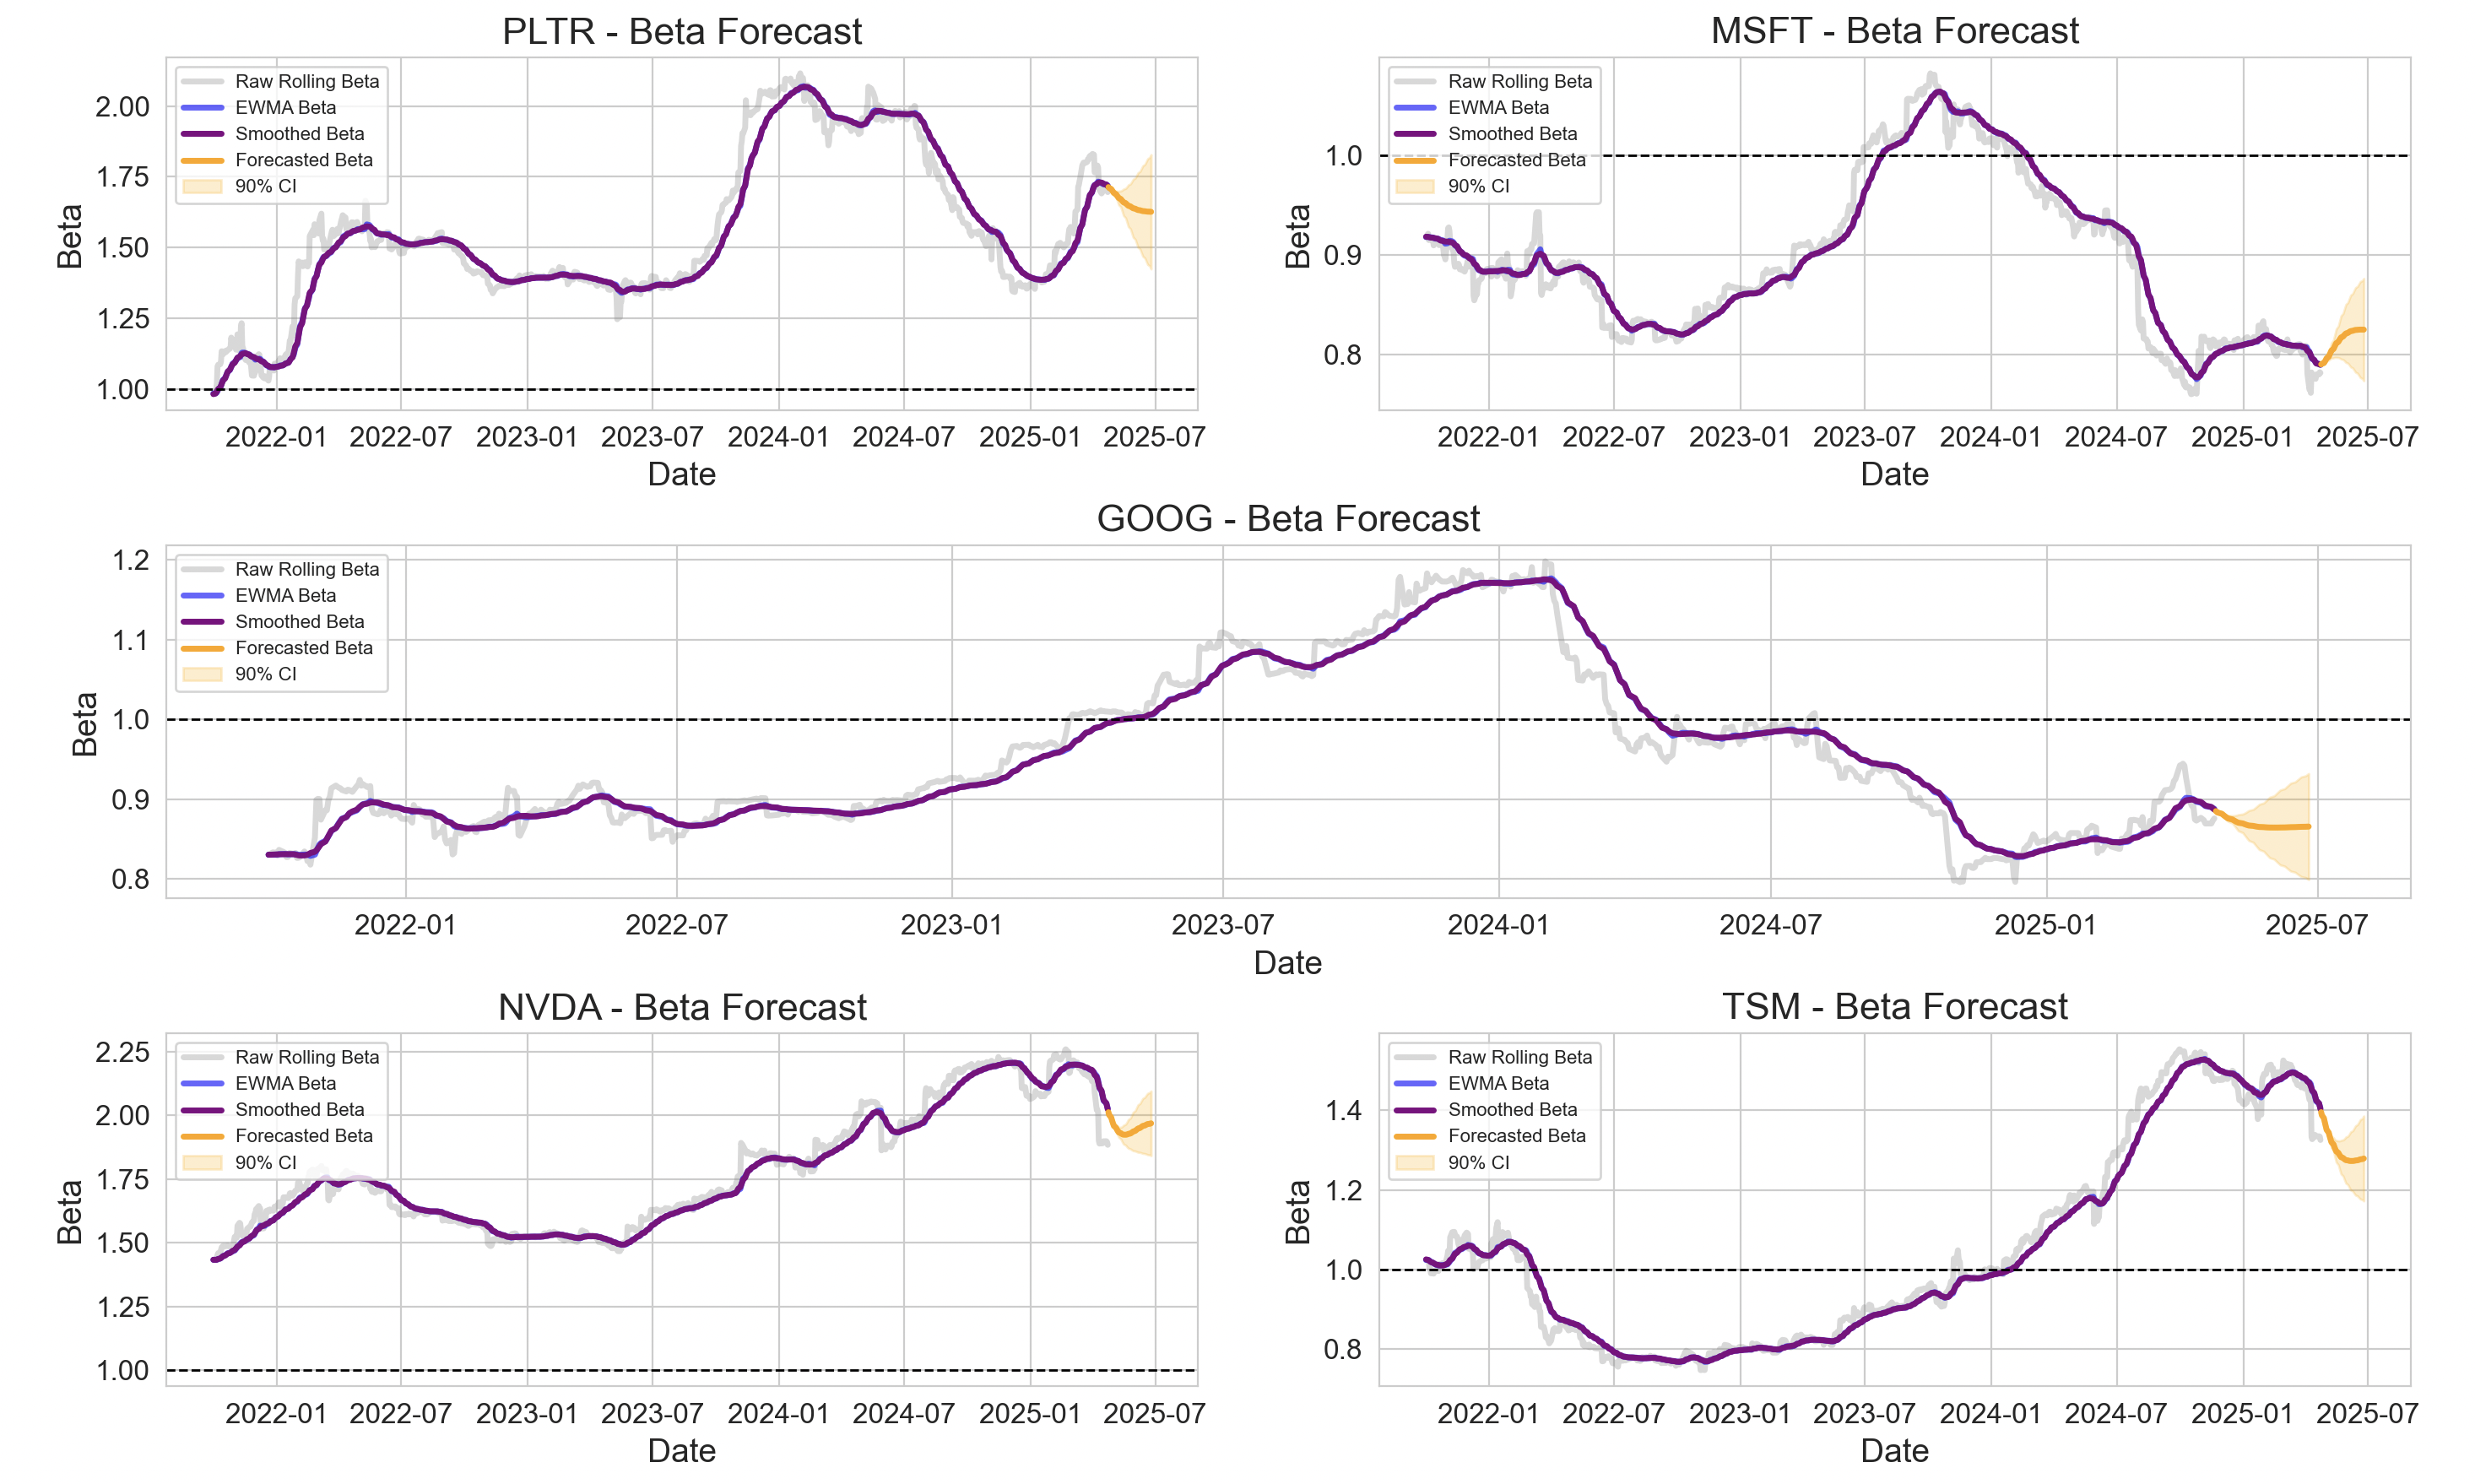 PLTR - Beta Forecast
Raw Rolling Beta
EWMA Beta
Smoothed Beta
Forecasted Beta
90% CI
2.00
1.75
1.50
1.25
1.00
Beta
2022-01 2022-07 2023-01 2023-07 2024-01 2024-07 2025-01 2025-07
Date
MSFT - Beta Forecast
Raw Rolling Beta
EWMA Beta
Smoothed Beta
Forecasted Beta
90% CI
1.0
0.9
0.8
Beta
2022-01 2022-07 2023-01 2023-07 2024-01 2024-07 2025-01 2025-07
Date
GOOG - Beta Forecast
Raw Rolling Beta
EWMA Beta
Smoothed Beta
Forecasted Beta
90% CI
1.2
1.1
1.0
0.9
0.8
Beta
2022-01 2022-07 2023-01 2023-07 2024-01 2024-07 2025-01 2025-07
Date
NVDA - Beta Forecast
Raw Rolling Beta
EWMA Beta
Smoothed Beta
Forecasted Beta
90% CI
2.25
2.00
1.75
1.50
1.25
1.00
Beta
2022-01 2022-07 2023-01 2023-07 2024-01 2024-07 2025-01 2025-07
Date
TSM - Beta Forecast
Raw Rolling Beta
EWMA Beta
Smoothed Beta
Forecasted Beta
90% CI
1.4
1.2
1.0
0.8
Beta
2022-01 2022-07 2023-01 2023-07 2024-01 2024-07 2025-01 2025-07
Date